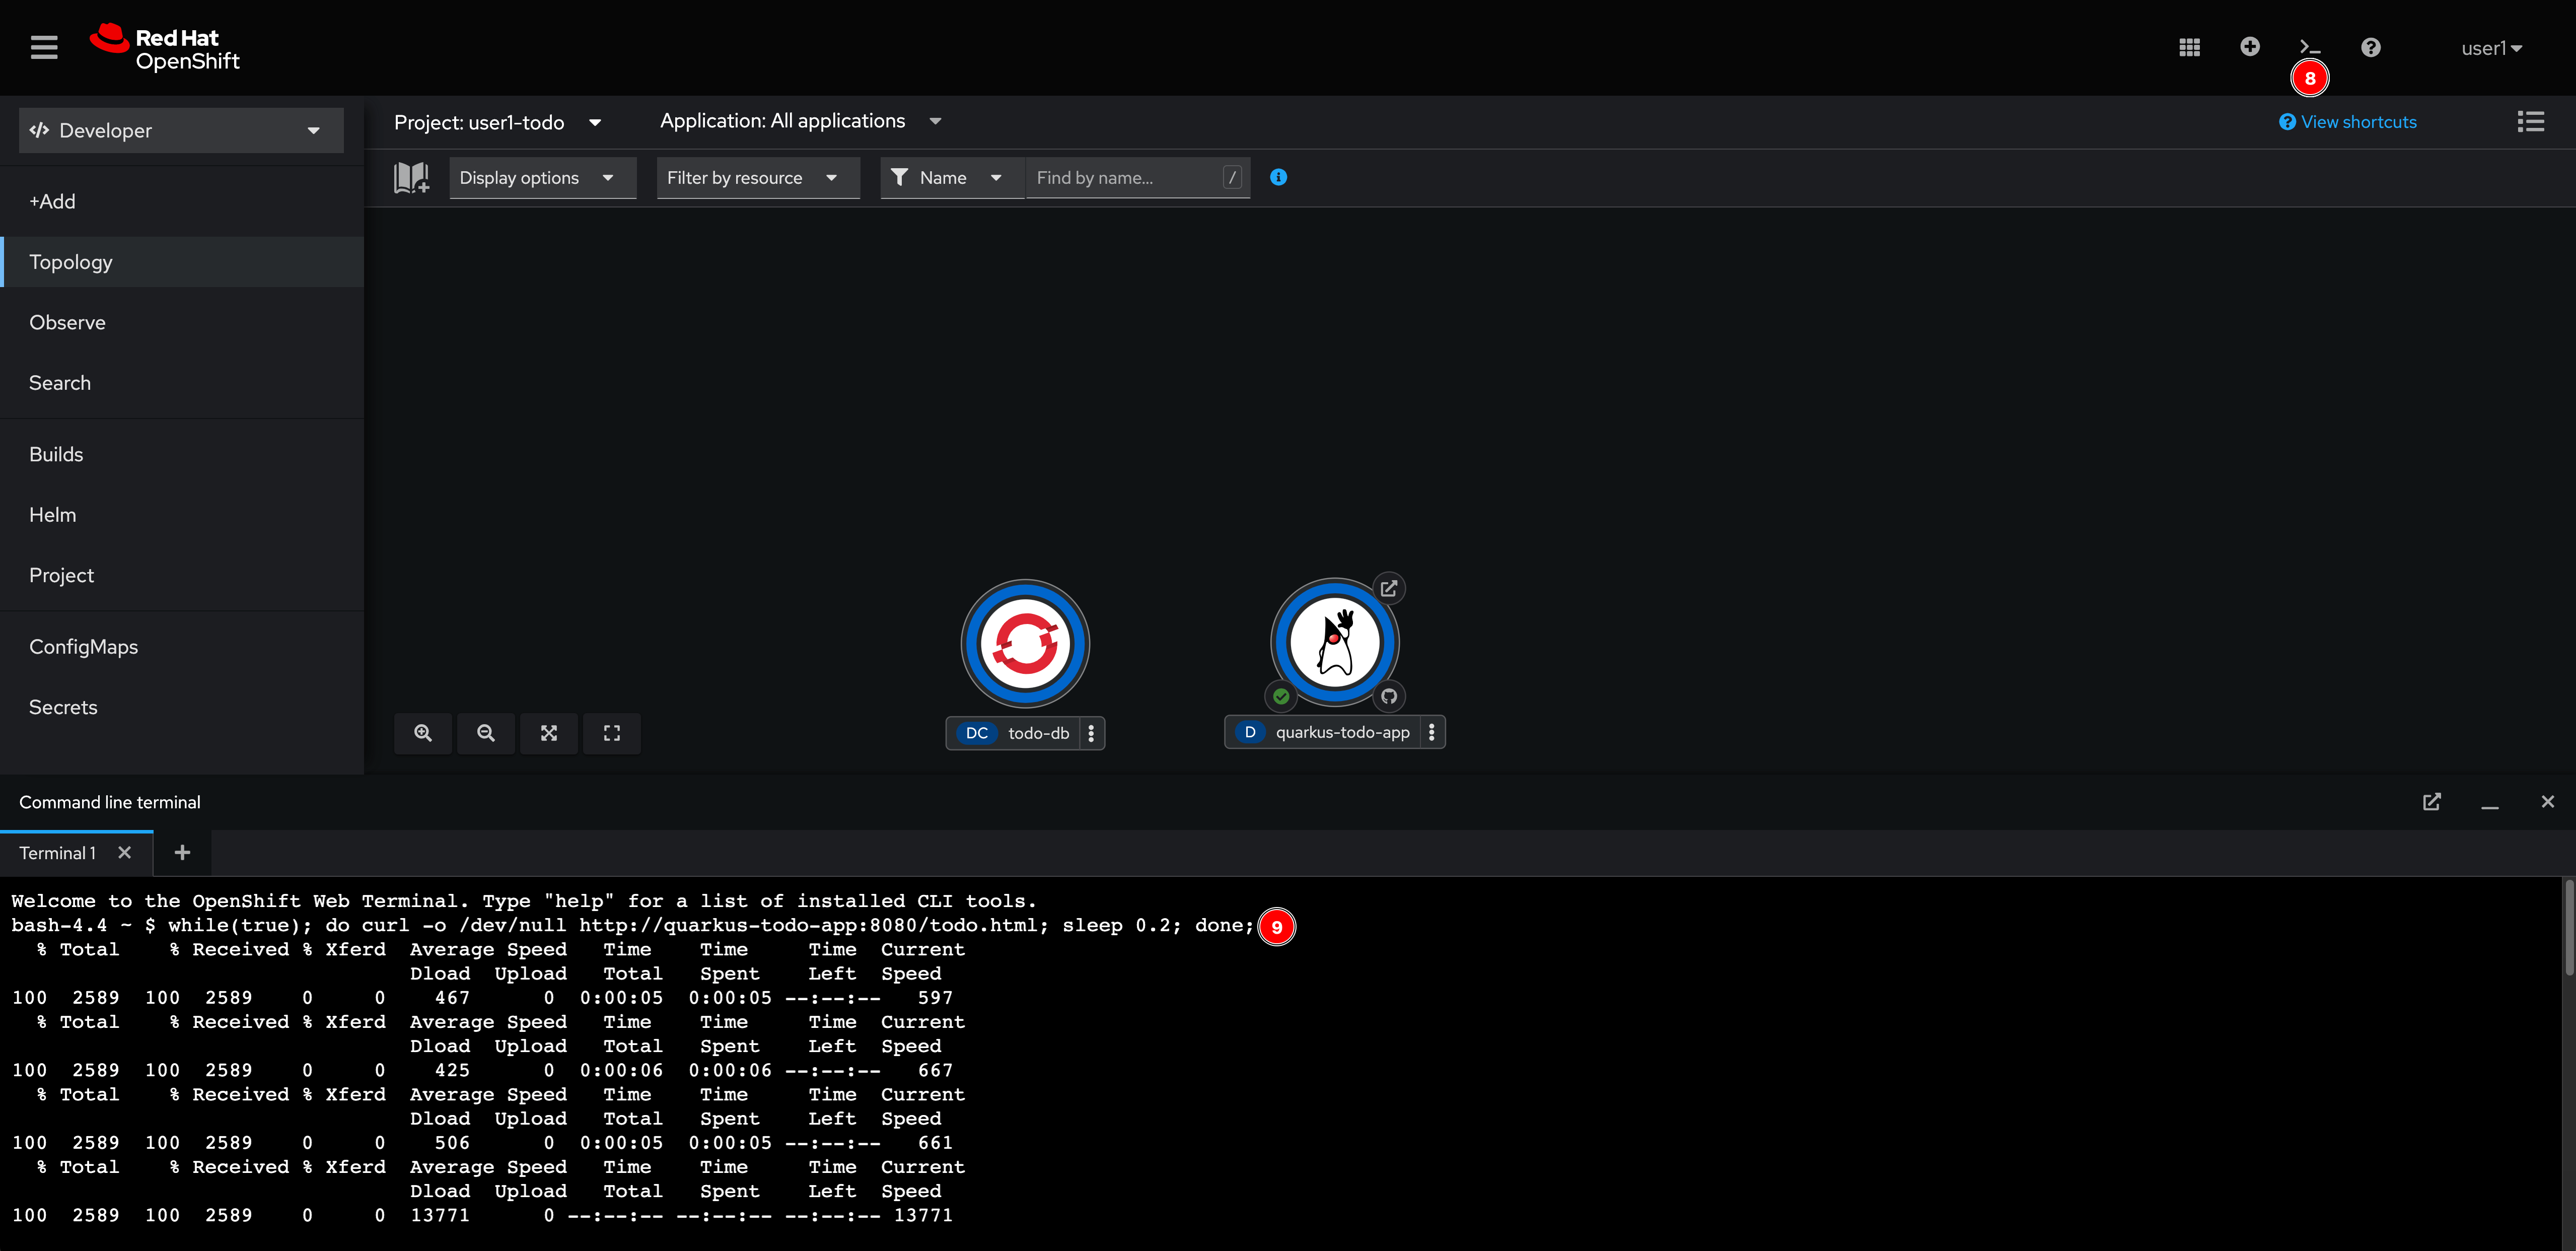 Red Hat
OpenShift
user1
8
Developer
Project: user1-todo
Application: All applications
View shortcuts
Display options
Filter by resource
Name
Find by name...
/
+Add
Topology
Observe
Search
Builds
Helm
Project
ConfigMaps
Secrets
DC todo-db
D quarkus-todo-app
Command line terminal
Terminal 1
Welcome to the OpenShift Web Terminal. Type "help" for a list of installed CLI tools.
bash-4.4 ~ $ while(true); do curl -o /dev/null http://quarkus-todo-app:8080/todo.html; sleep 0.2; done;
9
% Total % Received % Xferd Average Speed Time Time Time Current
Dload Upload Total Spent Left Speed
100 2589 100 2589 0 0 467 0 0:00:05 0:00:05 --:--:-- 597
% Total % Received % Xferd Average Speed Time Time Time Current
Dload Upload Total Spent Left Speed
100 2589 100 2589 0 0 425 0 0:00:06 0:00:06 --:--:-- 667
% Total % Received % Xferd Average Speed Time Time Time Current
Dload Upload Total Spent Left Speed
100 2589 100 2589 0 0 506 0 0:00:05 0:00:05 --:--:-- 661
% Total % Received % Xferd Average Speed Time Time Time Current
Dload Upload Total Spent Left Speed
100 2589 100 2589 0 0 13771 0 --:--:-- --:--:-- --:--:-- 13771